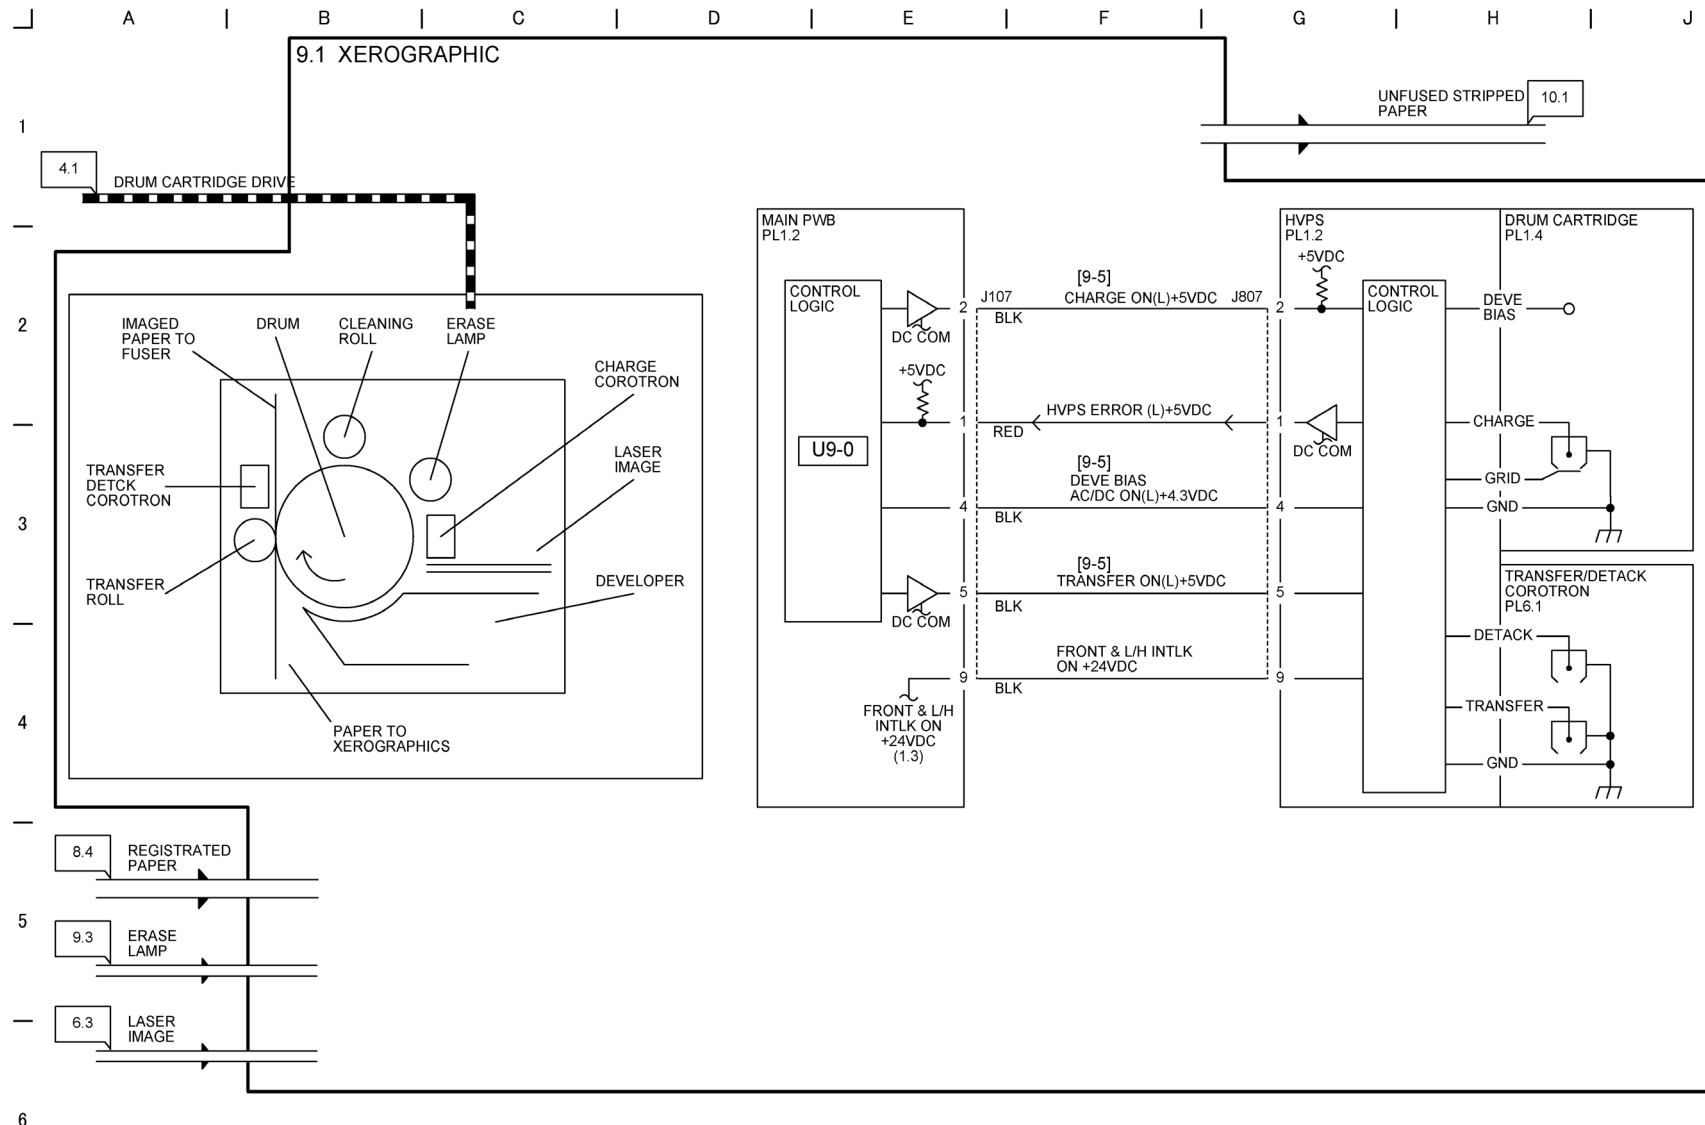 A B C D E F G H J
9.1 XEROGRAPHIC
UNFUSED STRIPPED
PAPER
10.1
1
4.1
DRUM CARTRIDGE DRIVE
MAIN PWB
PL1.2
HVPS
PL1.2
DRUM CARTRIDGE
PL1.4
+5VDC
[9-5]
CONTROL
LOGIC
2
J107
CHARGE ON(L)+5VDC
J807
2
CONTROL
LOGIC
DEVE
BIAS
BLK
DC COM
2
IMAGED
PAPER TO
FUSER
DRUM
CLEANING
ROLL
ERASE
LAMP
CHARGE
COROTRON
+5VDC
HVPS ERROR (L)+5VDC
1
RED
1
DC COM
CHARGE
U9-0
LASER
IMAGE
TRANSFER
DETCK
COROTRON
[9-5]
DEVE BIAS
AC/DC ON(L)+4.3VDC
GRID
4
BLK
4
GND
3
[9-5]
TRANSFER ON(L)+5VDC
TRANSFER
ROLL
DEVELOPER
5
BLK
5
DC COM
TRANSFER/DETACK
COROTRON
PL6.1
DETACK
FRONT & L/H INTLK
ON +24VDC
9
BLK
9
FRONT & L/H
INTLK ON
+24VDC
(1.3)
TRANSFER
4
PAPER TO
XEROGRAPHICS
GND
8.4
REGISTRATED
PAPER
5
9.3
ERASE
LAMP
6.3
LASER
IMAGE
6